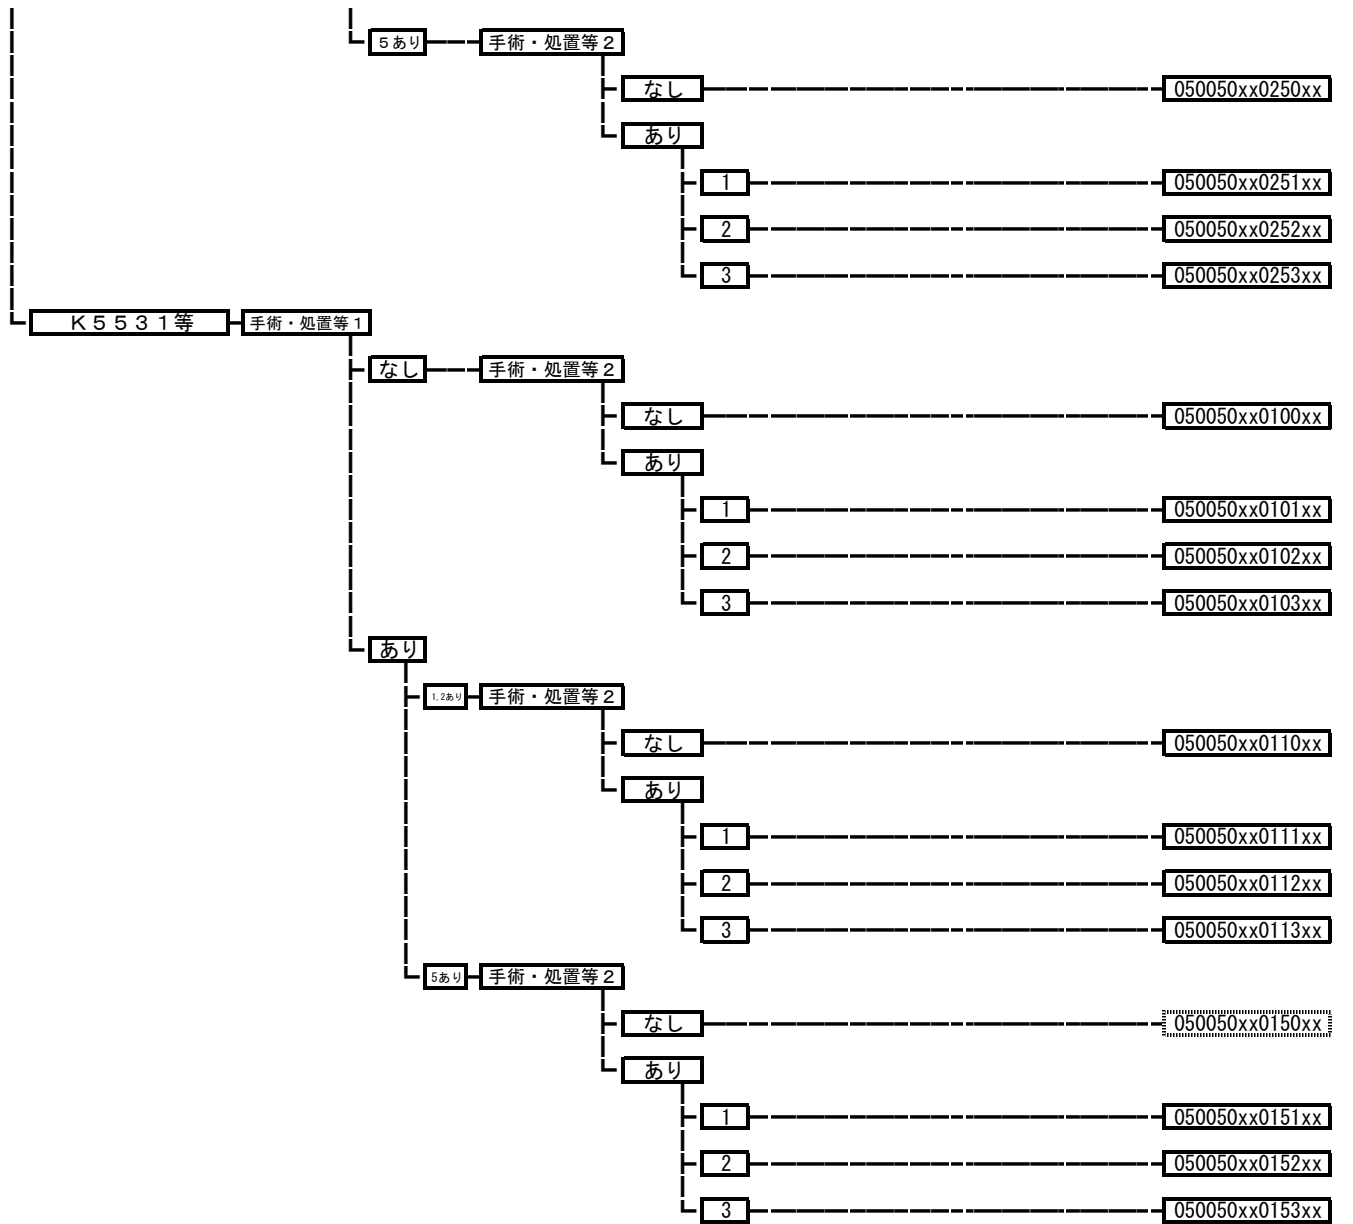 ５あり 手術・処置等２
なし 050050xx0250xx
あり
1 050050xx0251xx
2 050050xx0252xx
3 050050xx0253xx
Ｋ５５３１等 手術・処置等１
なし 手術・処置等２
なし 050050xx0100xx
あり
1 050050xx0101xx
2 050050xx0102xx
3 050050xx0103xx
あり
1,2あり 手術・処置等２
なし 050050xx0110xx
あり
1 050050xx0111xx
2 050050xx0112xx
3 050050xx0113xx
5あり 手術・処置等２
なし 050050xx0150xx
あり
1 050050xx0151xx
2 050050xx0152xx
3 050050xx0153xx